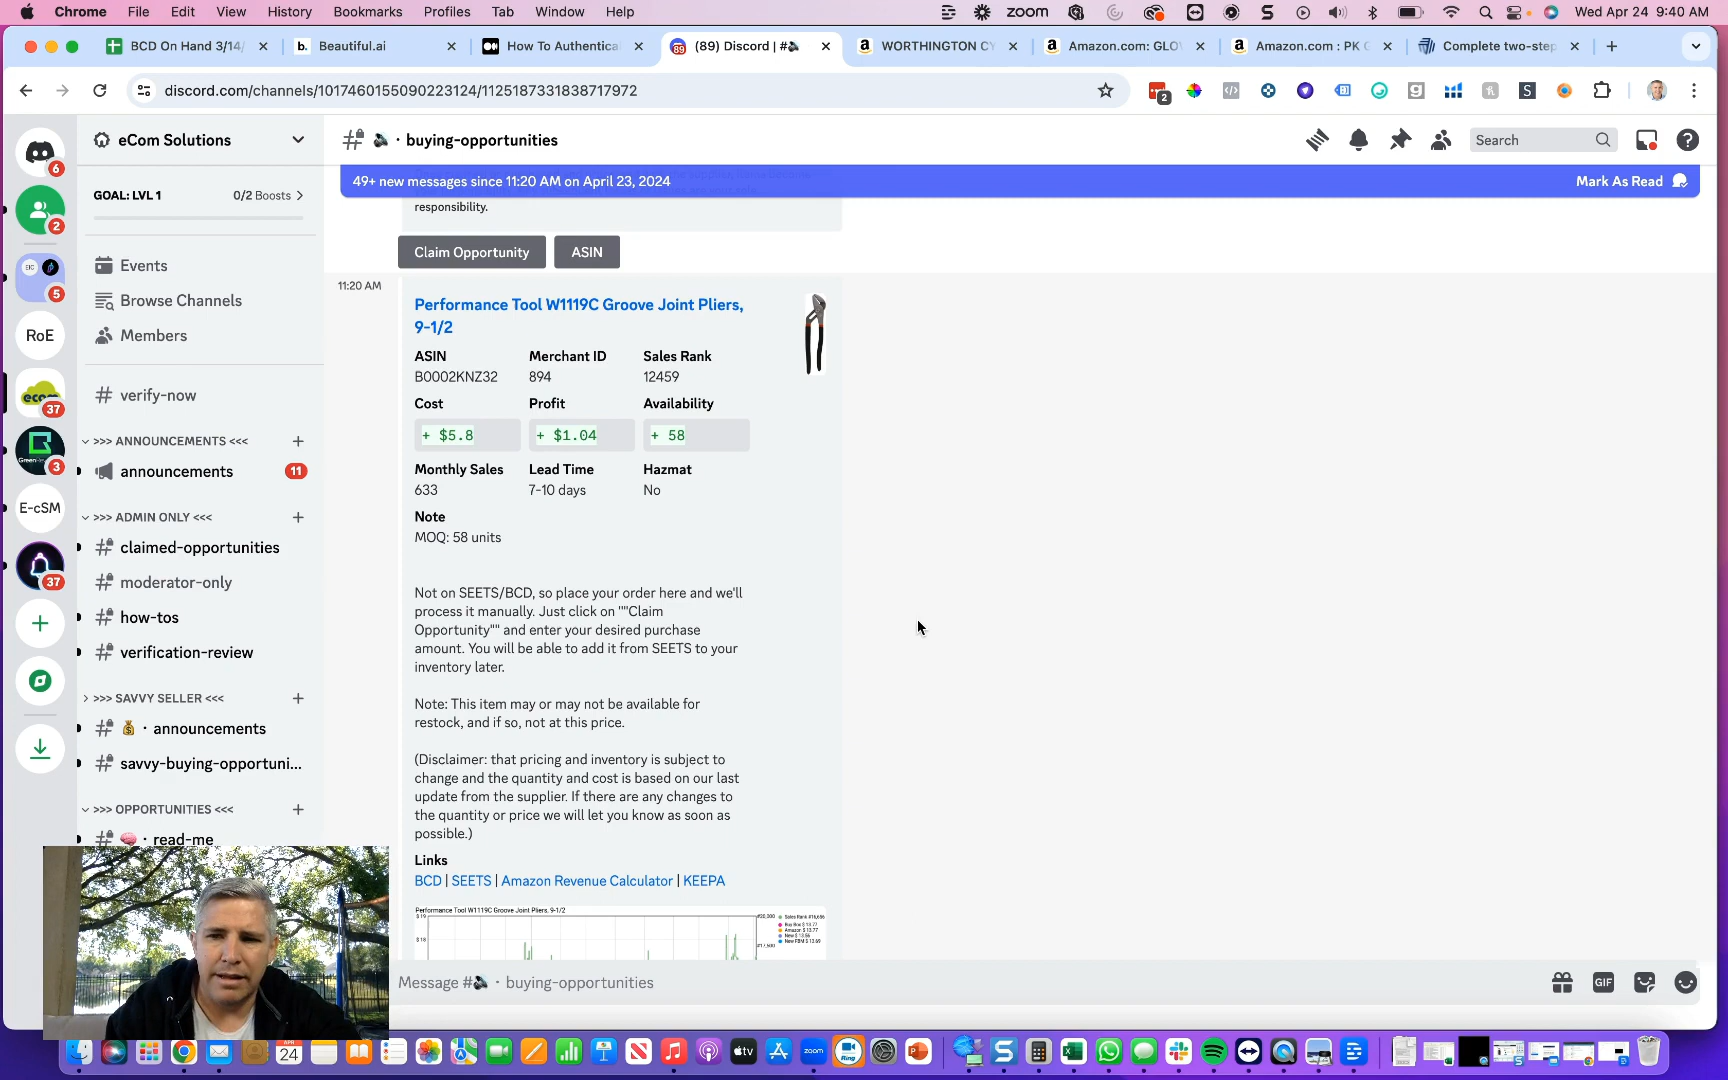 Chrome File Edit View History Bookmarks Profiles Tab Window Help zoom Wed Apr 24 9:40 AM
BCD On Hand 3/14/ Beautiful.ai How To Authentica (89) Discord | # WORTHINGTON CY Amazon.com: GLO Amazon.com : PK G Complete two-step
discord.com/channels/1017460155090223124/1125187331838717972
eCom Solutions
buying-opportunities
Search
49+ new messages since 11:20 AM on April 23, 2024
Mark As Read
GOAL: LVL 1 0/2 Boosts
Events
Browse Channels
Members
verify-now
>>> ANNOUNCEMENTS <<<
announcements 11
>>> ADMIN ONLY <<<
claimed-opportunities
moderator-only
how-tos
verification-review
>>> SAVVY SELLER <<<
announcements
savvy-buying-opportuni...
>>> OPPORTUNITIES <<<
read-me
6
2
5
RoE
ecom
37
3
E-cSM
37
responsibility.
Claim Opportunity ASIN
11:20 AM
Performance Tool W1119C Groove Joint Pliers,
9-1/2
ASIN Merchant ID Sales Rank
B0002KNZ32 894 12459
Cost Profit Availability
+ $5.8 + $1.04 + 58
Monthly Sales Lead Time Hazmat
633 7-10 days No
Note
MOQ: 58 units
Not on SEETS/BCD, so place your order here and we'll
process it manually. Just click on ""Claim
Opportunity"" and enter your desired purchase
amount. You will be able to add it from SEETS to your
inventory later.
Note: This item may or may not be available for
restock, and if so, not at this price.
(Disclaimer: that pricing and inventory is subject to
change and the quantity and cost is based on our last
update from the supplier. If there are any changes to
the quantity or price we will let you know as soon as
possible.)
Links
BCD | SEETS | Amazon Revenue Calculator | KEEPA
Performance Tool W1119C Groove Joint Pliers, 9-1/2
Message # · buying-opportunities
GIF